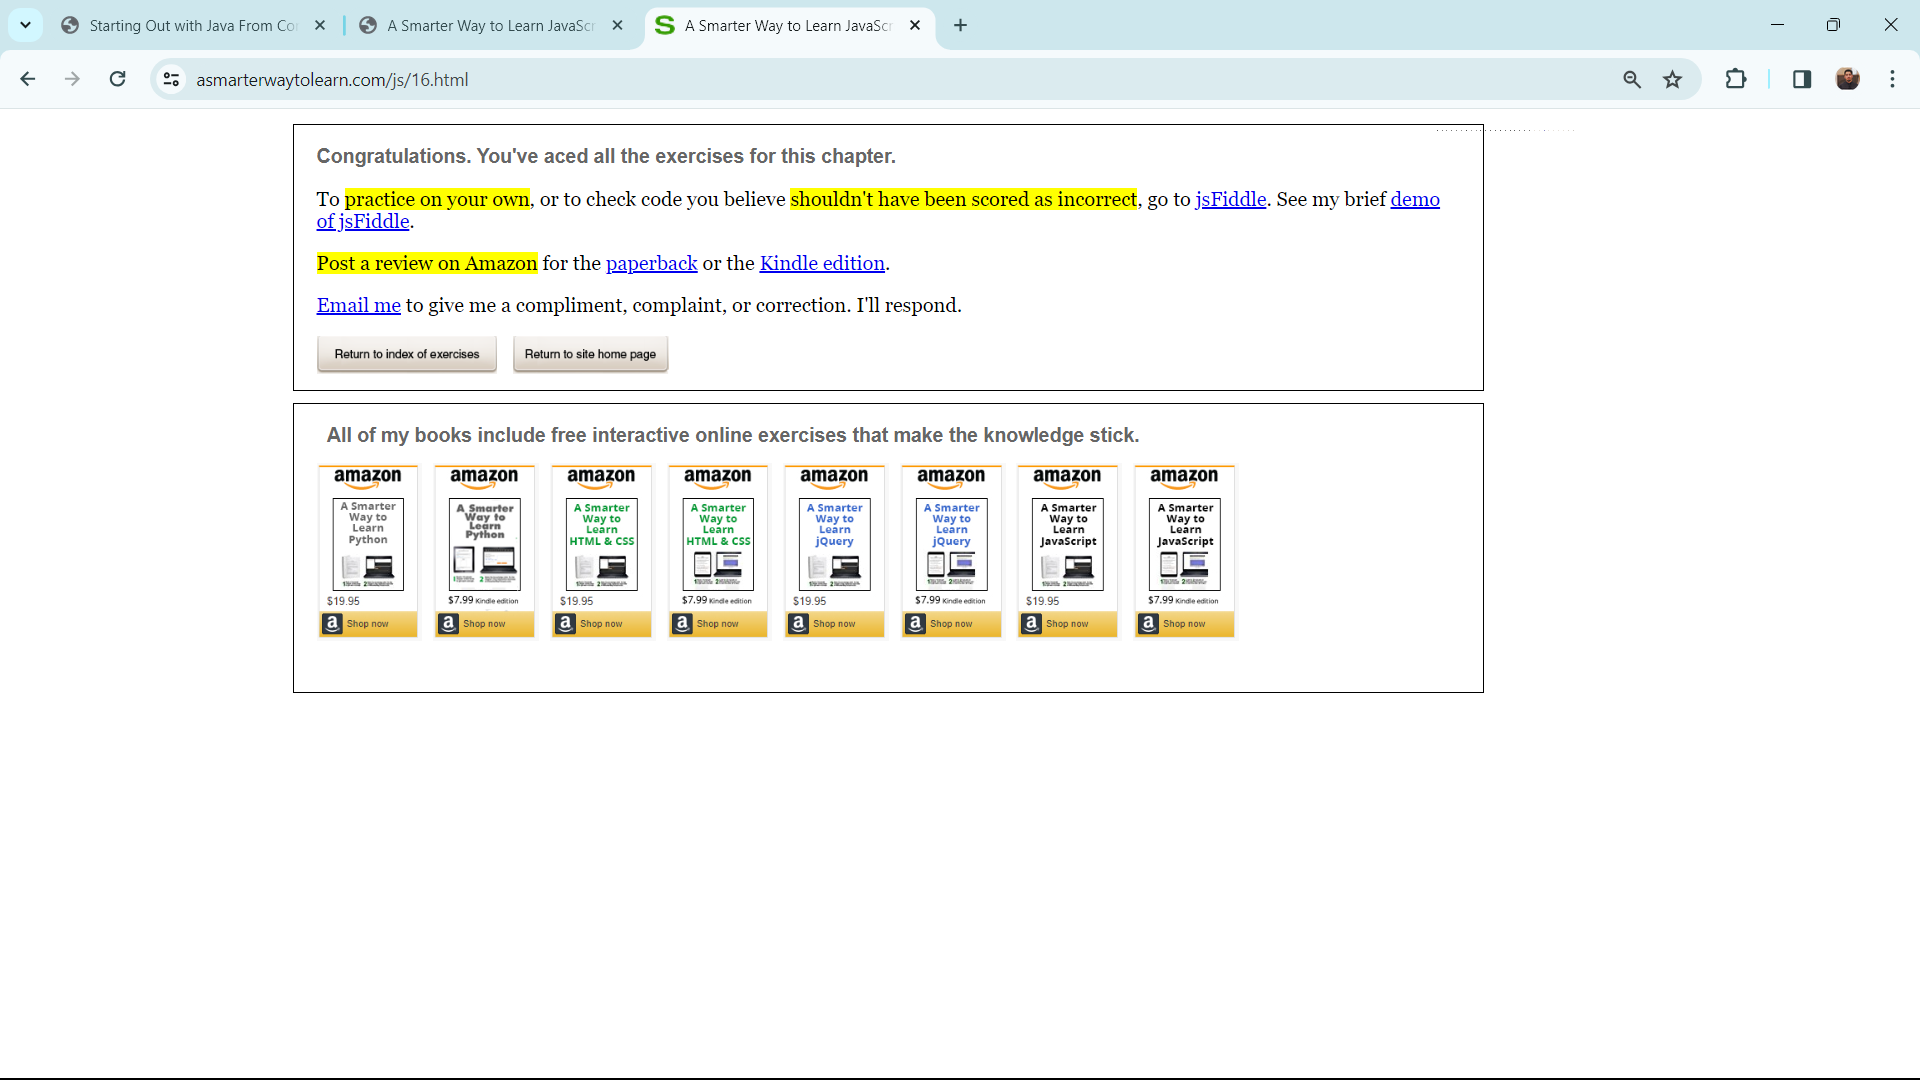 Starting Out with Java From Co
A Smarter Way to Learn JavaScr
A Smarter Way to Learn JavaScr
asmarterwaytolearn.com/js/16.html
Congratulations. You've aced all the exercises for this chapter.
To practice on your own, or to check code you believe shouldn't have been scored as incorrect, go to jsFiddle. See my brief demo
of jsFiddle.
Post a review on Amazon for the paperback or the Kindle edition.
Email me to give me a compliment, complaint, or correction. I'll respond.
Return to index of exercises
Return to site home page
All of my books include free interactive online exercises that make the knowledge stick.
amazon
A Smarter
Way to
Learn
Python
$19.95
a Shop now
amazon
A Smarter
Way to
Learn
Python
$7.99 Kindle edition
a Shop now
amazon
A Smarter
Way to
Learn
HTML & CSS
$19.95
a Shop now
amazon
A Smarter
Way to
Learn
HTML & CSS
$7.99 Kindle edition
a Shop now
amazon
A Smarter
Way to
Learn
jQuery
$19.95
a Shop now
amazon
A Smarter
Way to
Learn
jQuery
$7.99 Kindle edition
a Shop now
amazon
A Smarter
Way to
Learn
JavaScript
$19.95
a Shop now
amazon
A Smarter
Way to
Learn
JavaScript
$7.99 Kindle edition
a Shop now